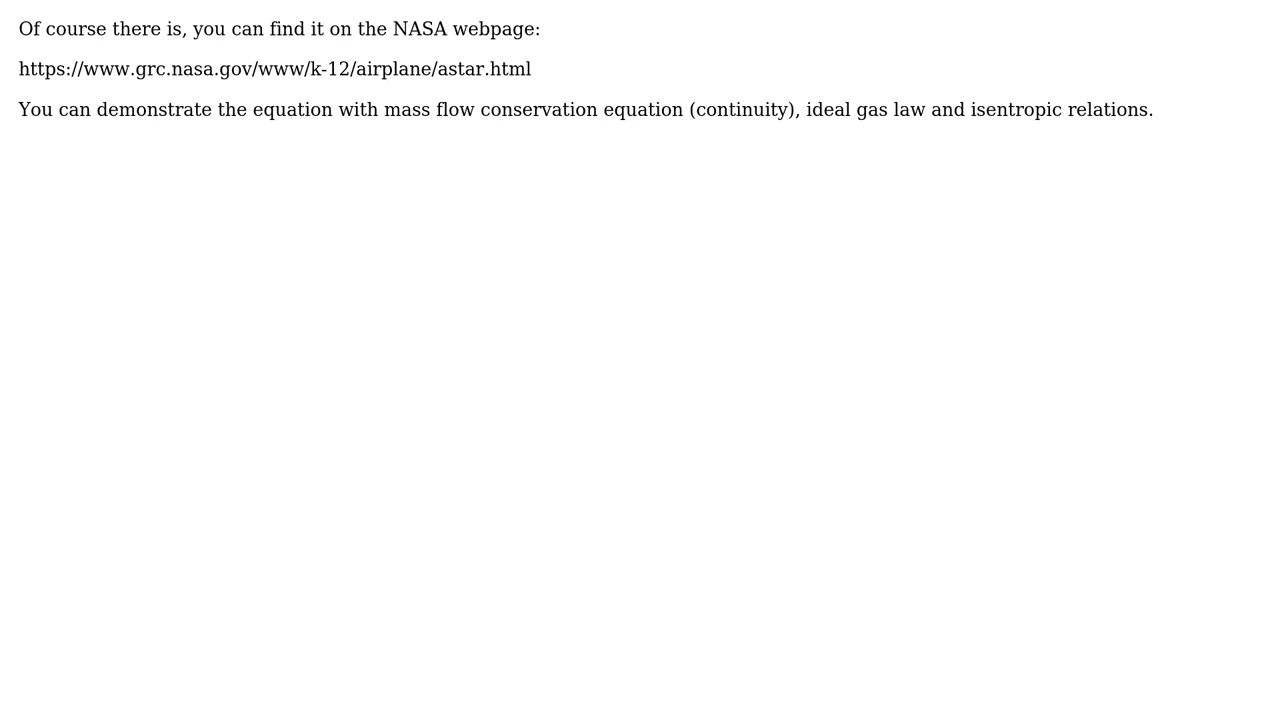 Of course there is, you can find it on the NASA webpage:
https://www.grc.nasa.gov/www/k-12/airplane/astar.html
You can demonstrate the equation with mass flow conservation equation (continuity), ideal gas law and isentropic relations.